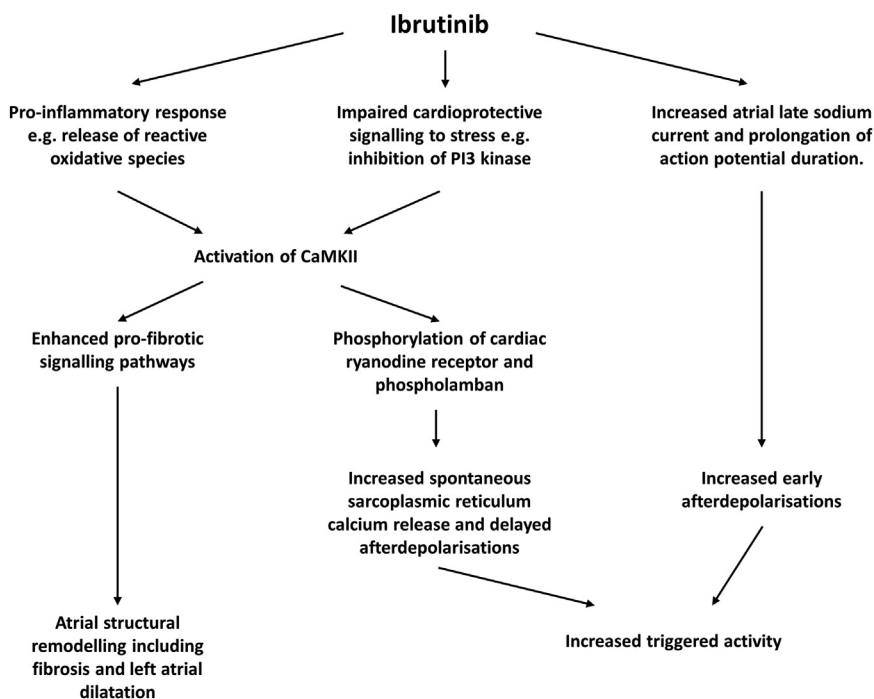 Ibrutinib
Pro-inflammatory response
e.g. release of reactive
oxidative species
Impaired cardioprotective
signalling to stress e.g.
inhibition of PI3 kinase
Increased atrial late sodium
current and prolongation of
action potential duration.
Activation of CaMKII
Enhanced pro-fibrotic
signalling pathways
Phosphorylation of cardiac
ryanodine receptor and
phospholamban
Increased spontaneous
sarcoplasmic reticulum
calcium release and delayed
afterdepolarisations
Increased early
afterdepolarisations
Atrial structural
remodelling including
fibrosis and left atrial
dilatation
Increased triggered activity